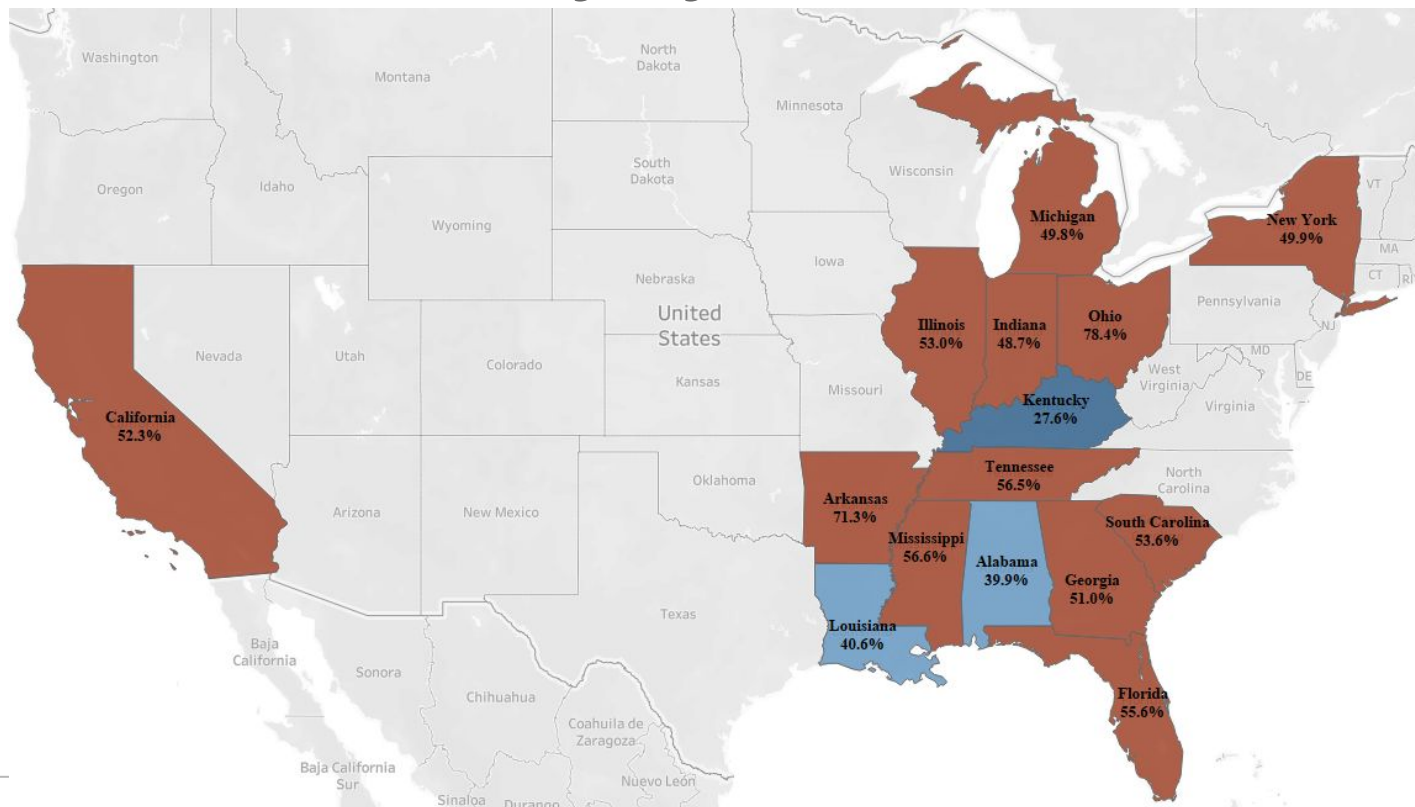 Washington
Montana
North
Dakota
Minnesota
Oregon
Idaho
South
Dakota
Wisconsin
Wyoming
Michigan
49.8%
New York
49.9%
VT
MA
CT
Iowa
Nebraska
Illinois
53.0%
Indiana
48.7%
Ohio
78.4%
Pennsylvania
NJ
United
States
Nevada
Utah
Colorado
Kansas
Missouri
MD
DE
West
Virginia
Virginia
Kentucky
27.6%
California
52.3%
Tennessee
56.5%
North
Carolina
Oklahoma
Arkansas
71.3%
Arizona
New Mexico
South Carolina
53.6%
Mississippi
56.6%
Alabama
39.9%
Georgia
51.0%
Texas
Louisiana
40.6%
Baja
California
Sonora
Chihuahua
Florida
55.6%
Coahuila de
Zaragoza
Baja California
Sur
Nuevo León
Sinaloa
Durango